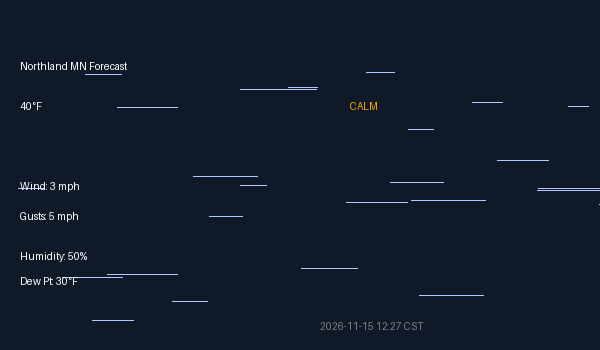 Northland MN Forecast
40°F
CALM
Wind: 3 mph
Gusts: 5 mph
Humidity: 50%
Dew Pt: 30°F
2026-11-15 12:27 CST